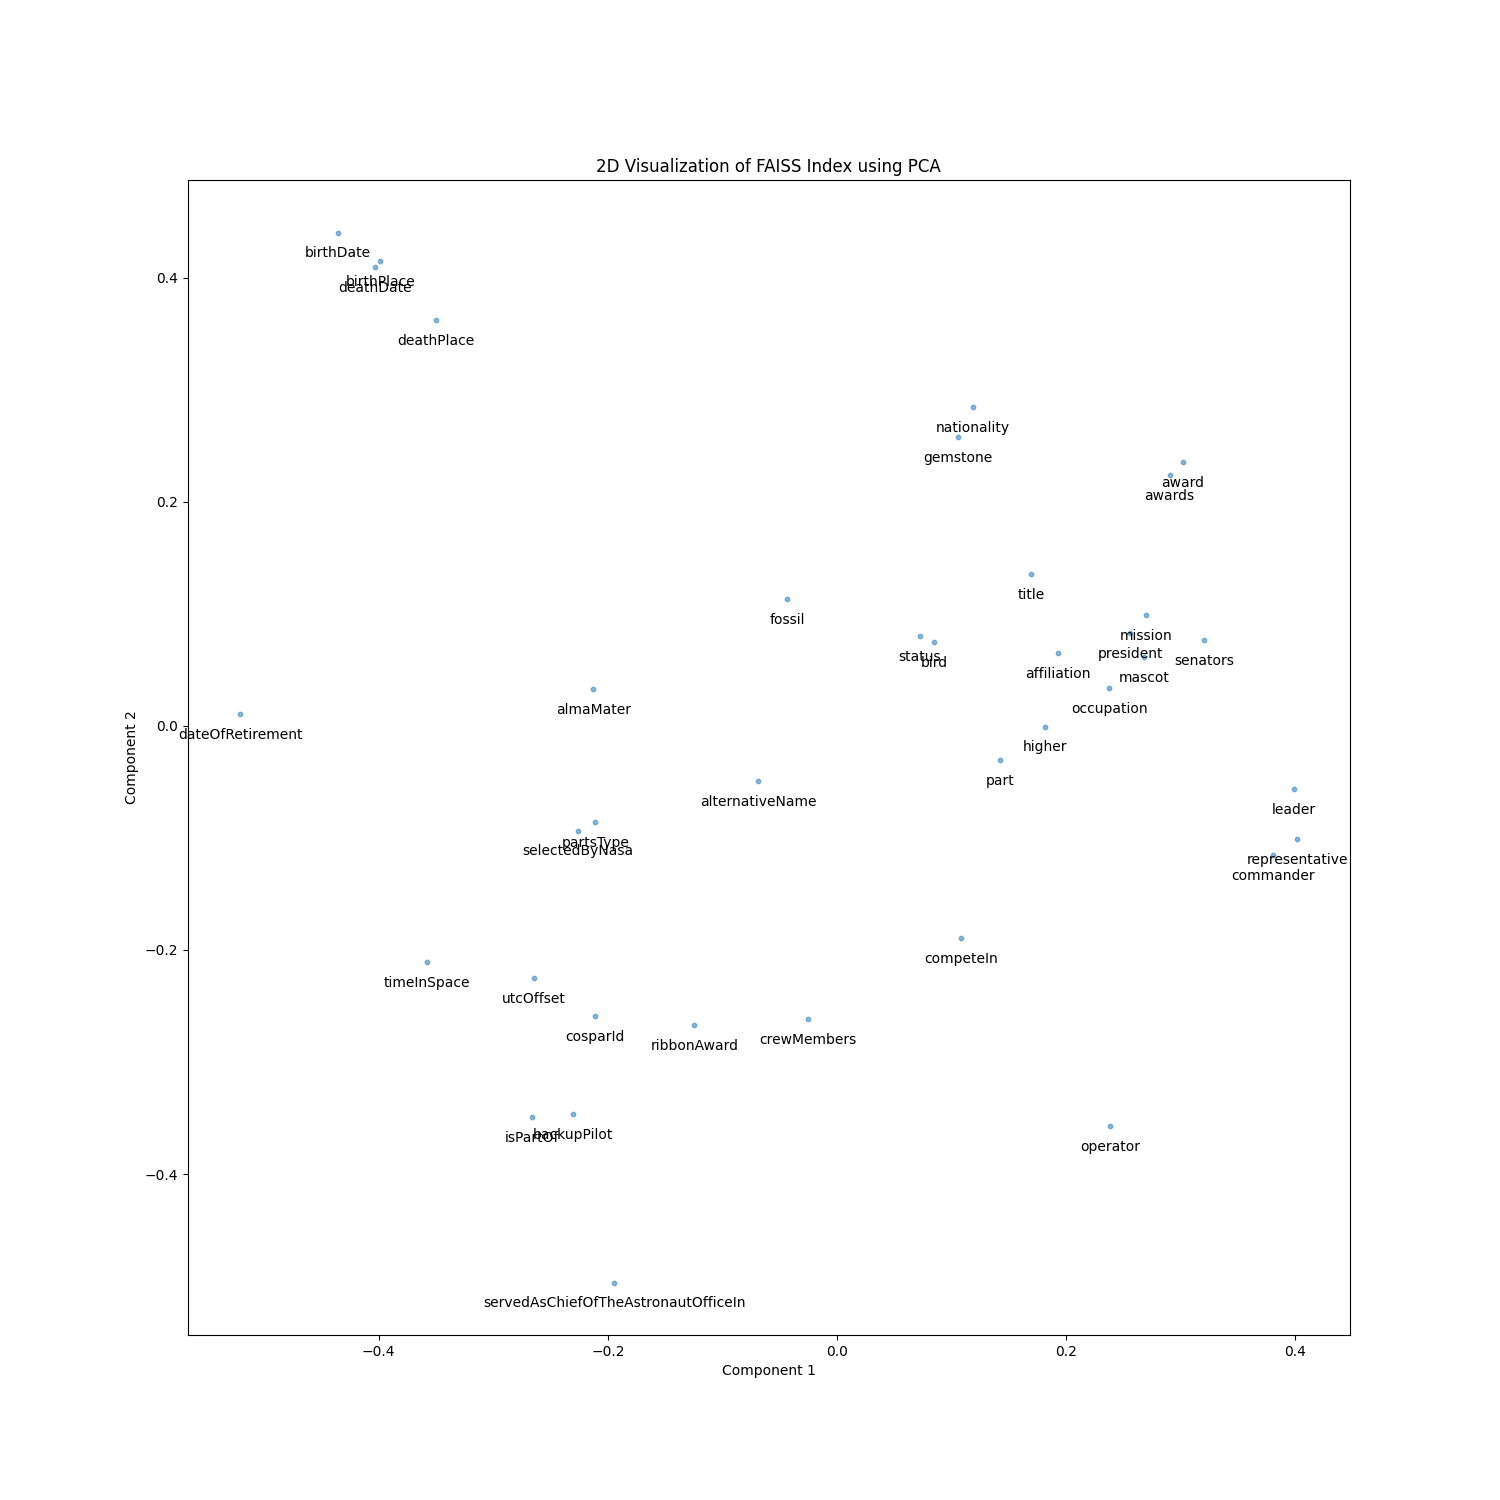 2D Visualization of FAISS Index using PCA
birthDate
birthPlace
deathDate
deathPlace
nationality
gemstone
award
awards
title
fossil
mission
president
status
bird
senators
affiliation
mascot
almaMater
occupation
dateOfRetirement
higher
part
alternativeName
leader
partsType
selectedByNasa
representative
commander
competeIn
timeInSpace
utcOffset
cosparId
ribbonAward
crewMembers
isPartOf
backupPilot
operator
servedAsChiefOfTheAstronautOfficeIn
0.4
0.2
0.0
−0.2
−0.4
Component 2
−0.4
−0.2
0.0
0.2
0.4
Component 1